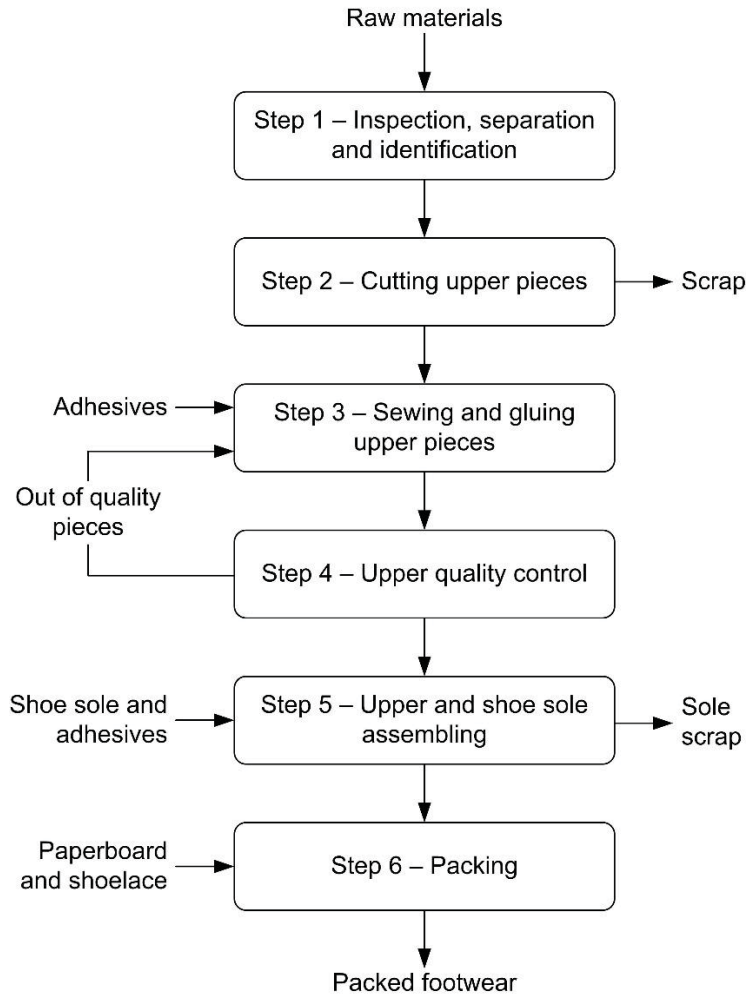 Raw materials
Step 1 – Inspection, separation
and identification
Step 2 – Cutting upper pieces
Scrap
Adhesives
Step 3 – Sewing and gluing
upper pieces
Out of quality
pieces
Step 4 – Upper quality control
Shoe sole and
adhesives
Step 5 – Upper and shoe sole
assembling
Sole
scrap
Paperboard
and shoelace
Step 6 – Packing
Packed footwear